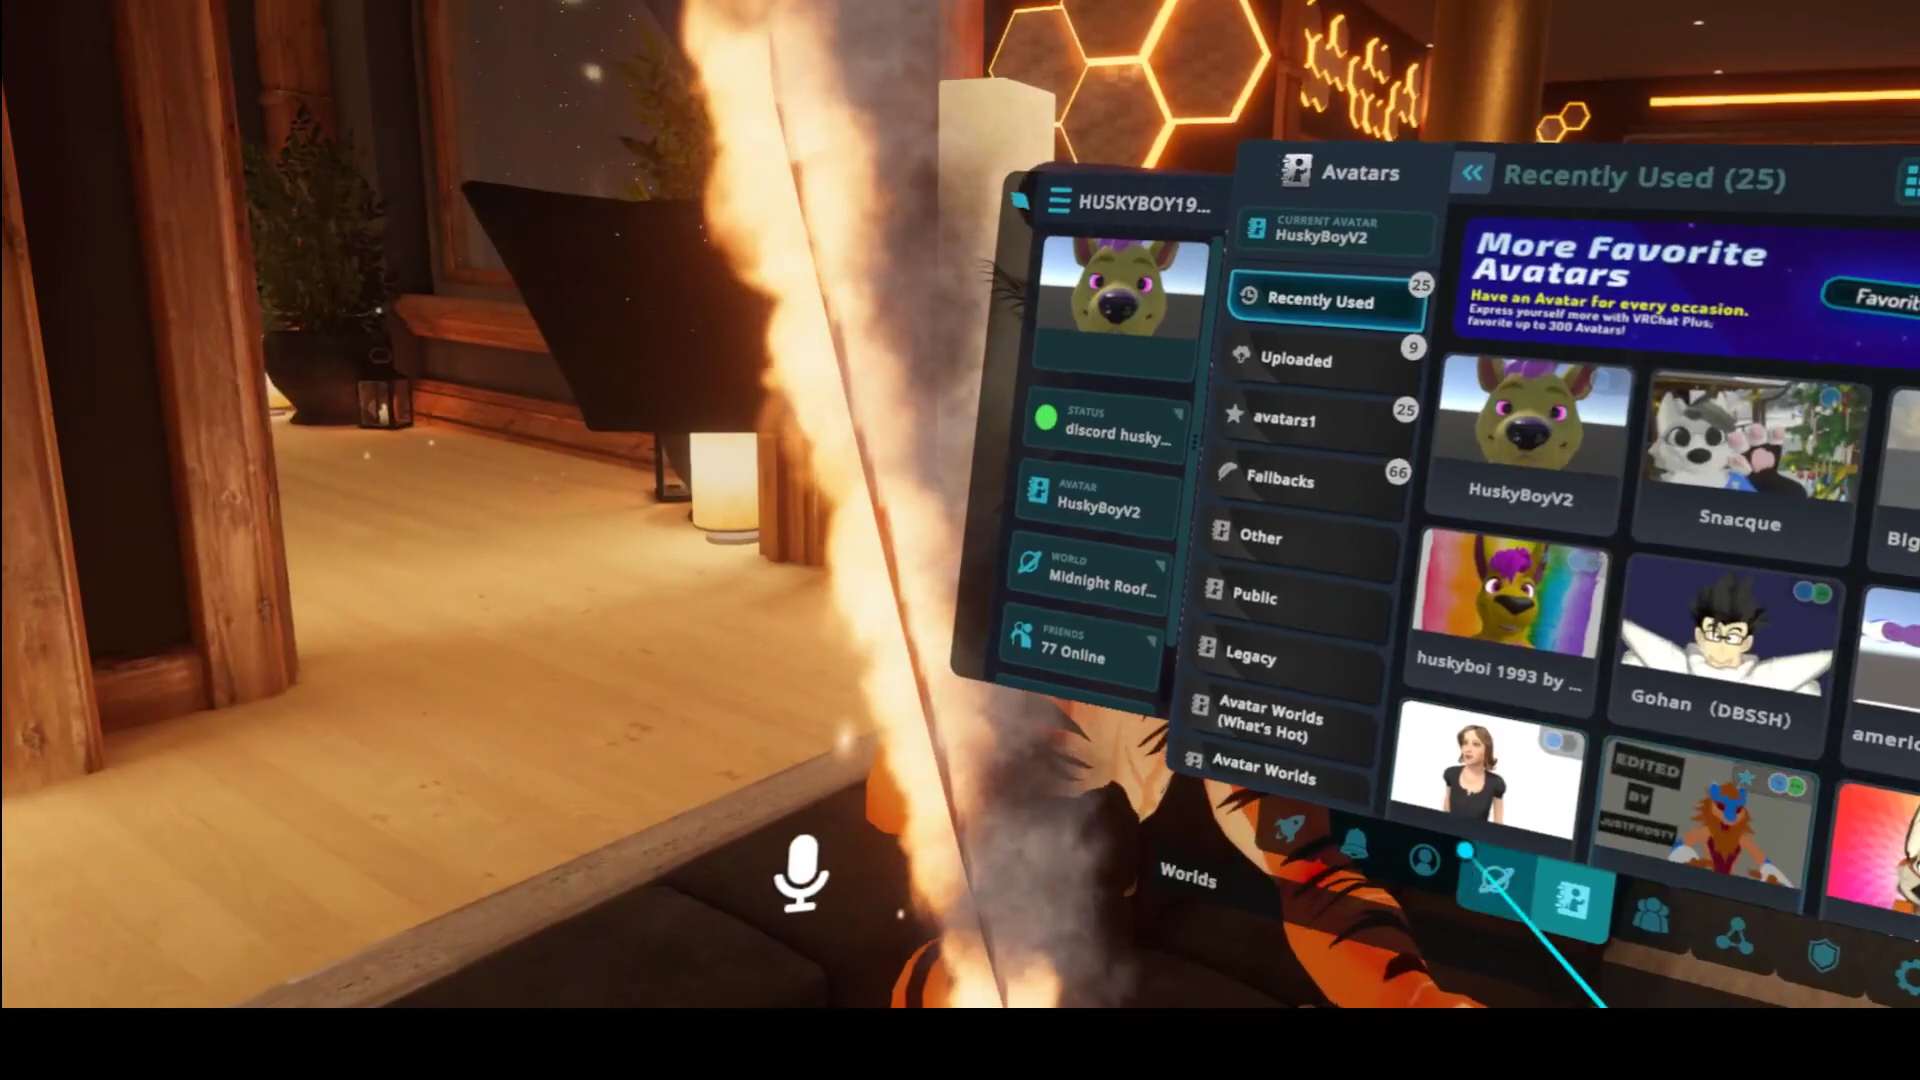 HUSKYBOY19...
STATUS
discord husky...
AVATAR
HuskyBoyV2
WORLD
Midnight Roof...
FRIENDS
77 Online
Avatars
CURRENT AVATAR
HuskyBoyV2
Recently Used
25
Uploaded
9
avatars1
25
Fallbacks
66
Other
Public
Legacy
Avatar Worlds
(What's Hot)
Avatar Worlds
Recently Used (25)
More Favorite
Avatars
Have an Avatar for every occasion.
Express yourself more with VRChat Plus,
favorite up to 300 Avatars!
Favorit
HuskyBoyV2
Snacque
Big
huskyboi 1993 by ...
Gohan (DBSSH)
americ
EDITED
BY
JUSTFROSTY
Worlds